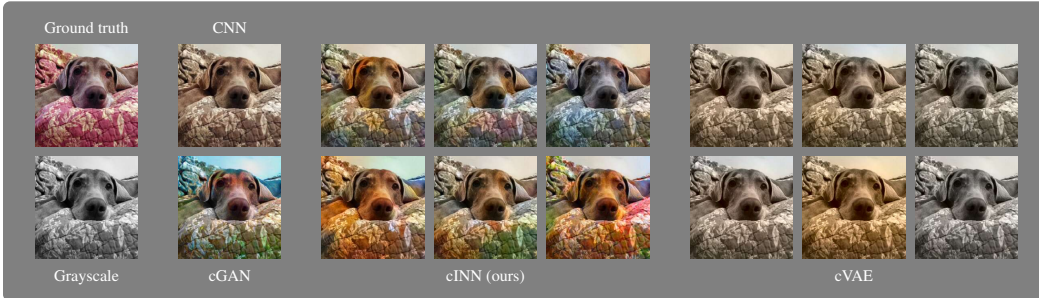 Ground truth
CNN
Grayscale
cGAN
cINN (ours)
cVAE